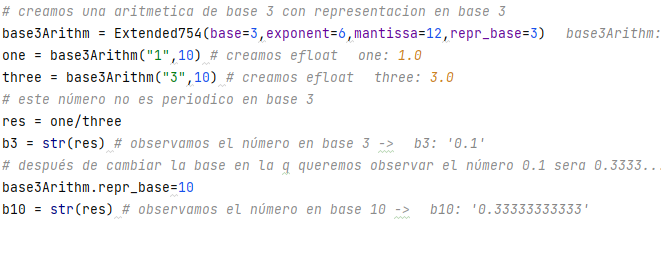 # creamos una aritmetica de base 3 con representacion en base 3
base3Arithm = Extended754(base=3,exponent=6,mantissa=12,repr_base=3)   base3Arithm:
one = base3Arithm("1",10) # creamos efloat   one: 1.0
three = base3Arithm("3",10) # creamos efloat   three: 3.0
# este número no es periodico en base 3
res = one/three
b3 = str(res) # observamos el número en base 3 ->   b3: '0.1'
# después de cambiar la base en la q queremos observar el número 0.1 sera 0.3333...
base3Arithm.repr_base=10
b10 = str(res) # observamos el número en base 10 ->   b10: '0.33333333333'